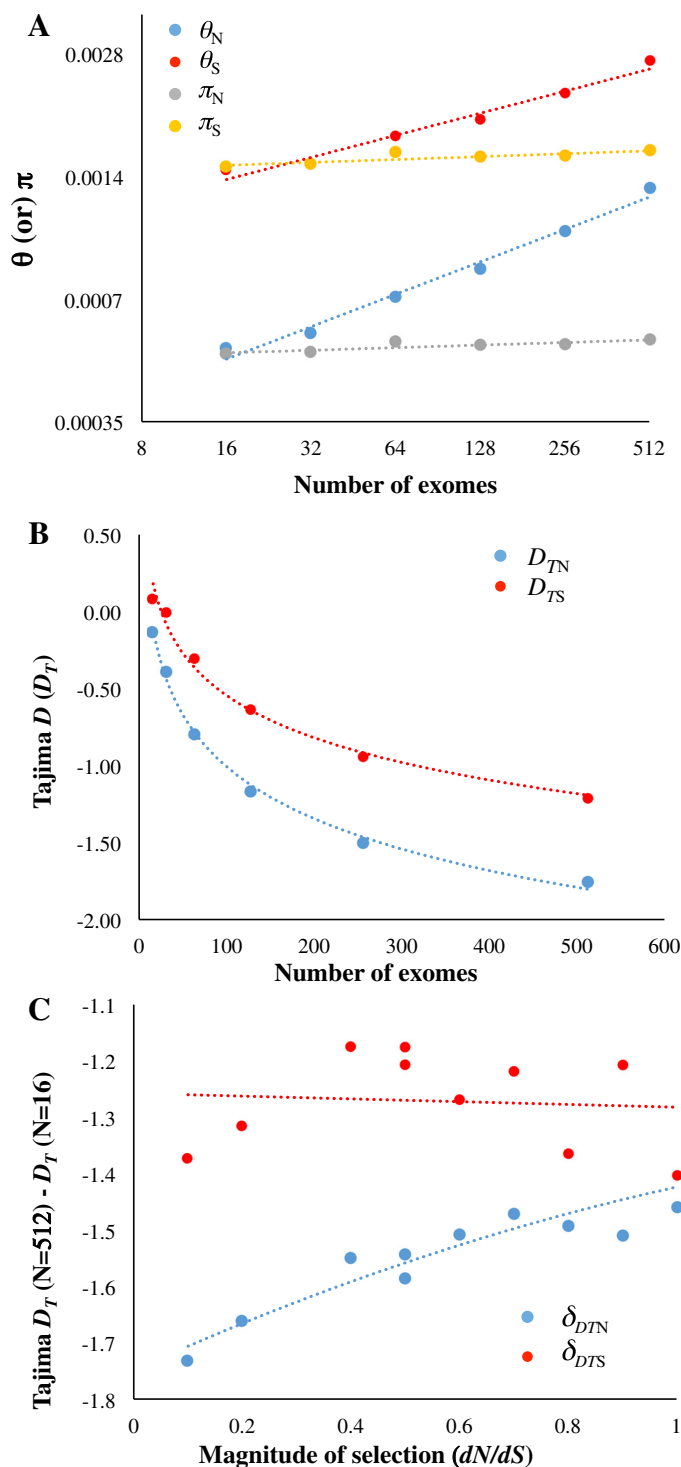 A
θN
θS
πN
πS
0.0028
0.0014
0.0007
0.00035
θ (or) π
8 16 32 64 128 256 512
Number of exomes
B
DTN
DTS
0.50
0.00
-0.50
-1.00
-1.50
-2.00
Tajima D (DT)
0 100 200 300 400 500 600
Number of exomes
C
-1.1
-1.2
-1.3
-1.4
-1.5
-1.6
-1.7
-1.8
Tajima DT (N=512) - DT (N=16)
δDTN
δDTS
0 0.2 0.4 0.6 0.8 1
Magnitude of selection (dN/dS)